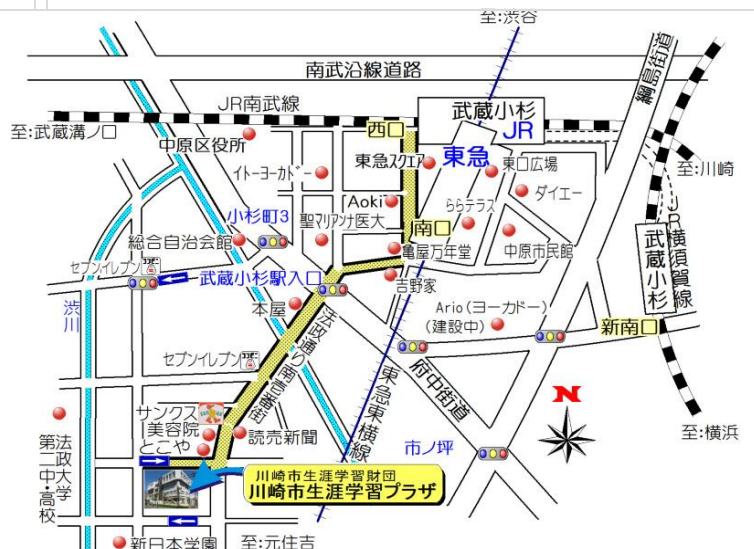 至:渋谷
南武沿線道路
綱島街道
JR南武線
武蔵小杉
JR
至:武蔵溝ノ口
西口
中原区役所
東急スクエア
東急
東口広場
至:川崎
イトーヨーカドー
ダイエー
Aoki
ららテラス
JR横須賀線
小杉町3
聖マリアンナ医大
南口
総合自治会館
亀屋万年堂
中原市民館
武蔵小杉
セブンイレブン
武蔵小杉駅入口
吉野家
渋川
本屋
Ario(ヨーカドー)
(建設中)
新南口
法政通り南壱番街
セブンイレブン
府中街道
東急東横線
N
サンクス
美容院
とこや
読売新聞
市ノ坪
至:横浜
法政大学
第二中・高校
川崎市生涯学習財団
川崎市生涯学習プラザ
新日本学園
至:元住吉